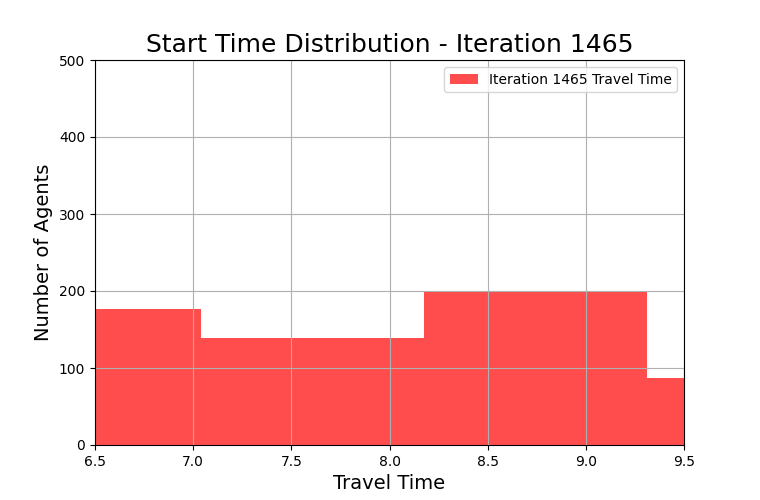 Start Time Distribution - Iteration 1465
Iteration 1465 Travel Time
Number of Agents
500
400
300
200
100
0
6.5 7.0 7.5 8.0 8.5 9.0 9.5
Travel Time